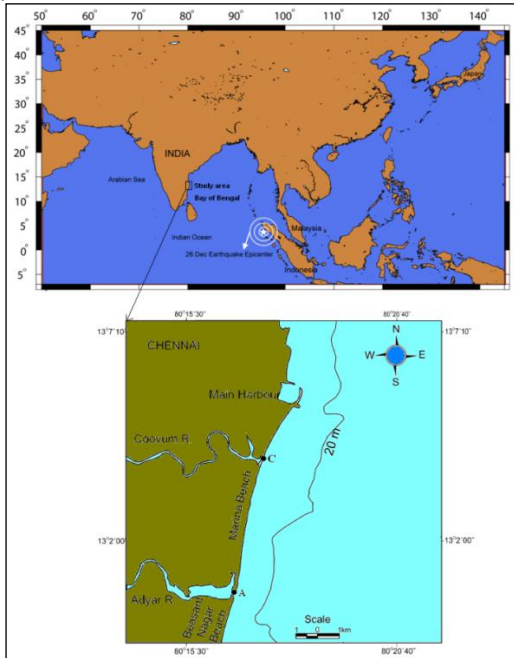 50 60 70 80 90 100 110 120 130 140
45
40
35
30
25
20
15
10
5
0
-5
Japan
INDIA
Arabian Sea
Study area
Bay of Bengal
Indian Ocean
Malaysia
26 Dec Earthquake Epicenter
Indonesia
80°15'30" 80°20'40"
13°7'10" 13°7'10"
CHENNAI
N
W E
S
Main Harbour
20 m
Coovum R.
C
Marina Beach
13°2'00" 13°2'00"
Adyar R.
A
Beasant
Nagar
Beach
Scale
1 0 1km
80°15'30" 80°20'40"